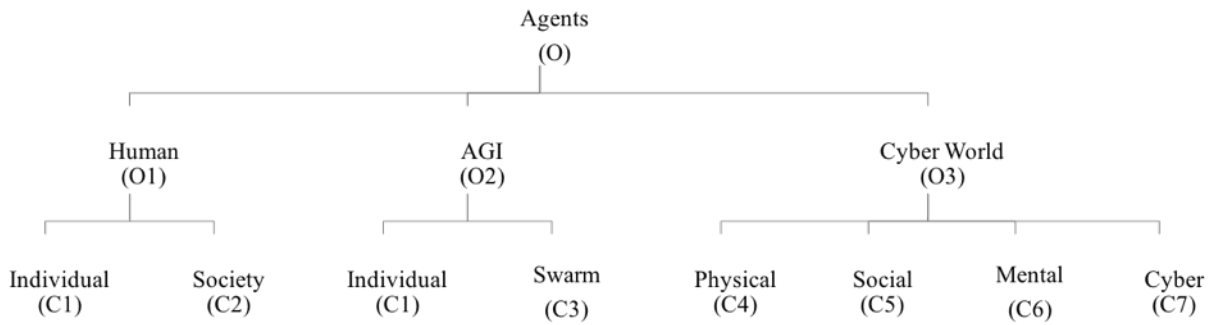 Agents
(O)
Human
(O1)
AGI
(O2)
Cyber World
(O3)
Individual
(C1)
Society
(C2)
Individual
(C1)
Swarm
(C3)
Physical
(C4)
Social
(C5)
Mental
(C6)
Cyber
(C7)